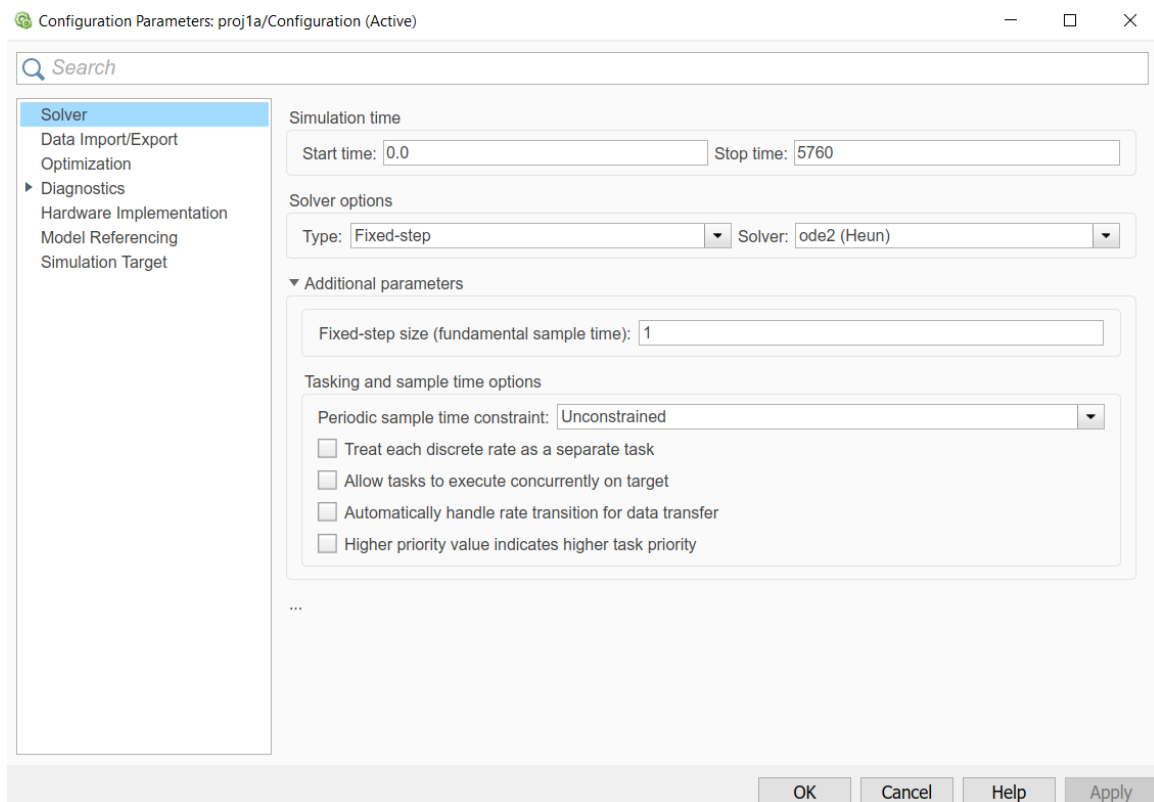 Configuration Parameters: proj1a/Configuration (Active)
Search
Solver
Data Import/Export
Optimization
Diagnostics
Hardware Implementation
Model Referencing
Simulation Target
Simulation time
Start time: 0.0 Stop time: 5760
Solver options
Type: Fixed-step Solver: ode2 (Heun)
Additional parameters
Fixed-step size (fundamental sample time): 1
Tasking and sample time options
Periodic sample time constraint: Unconstrained
Treat each discrete rate as a separate task
Allow tasks to execute concurrently on target
Automatically handle rate transition for data transfer
Higher priority value indicates higher task priority
...
OK Cancel Help Apply